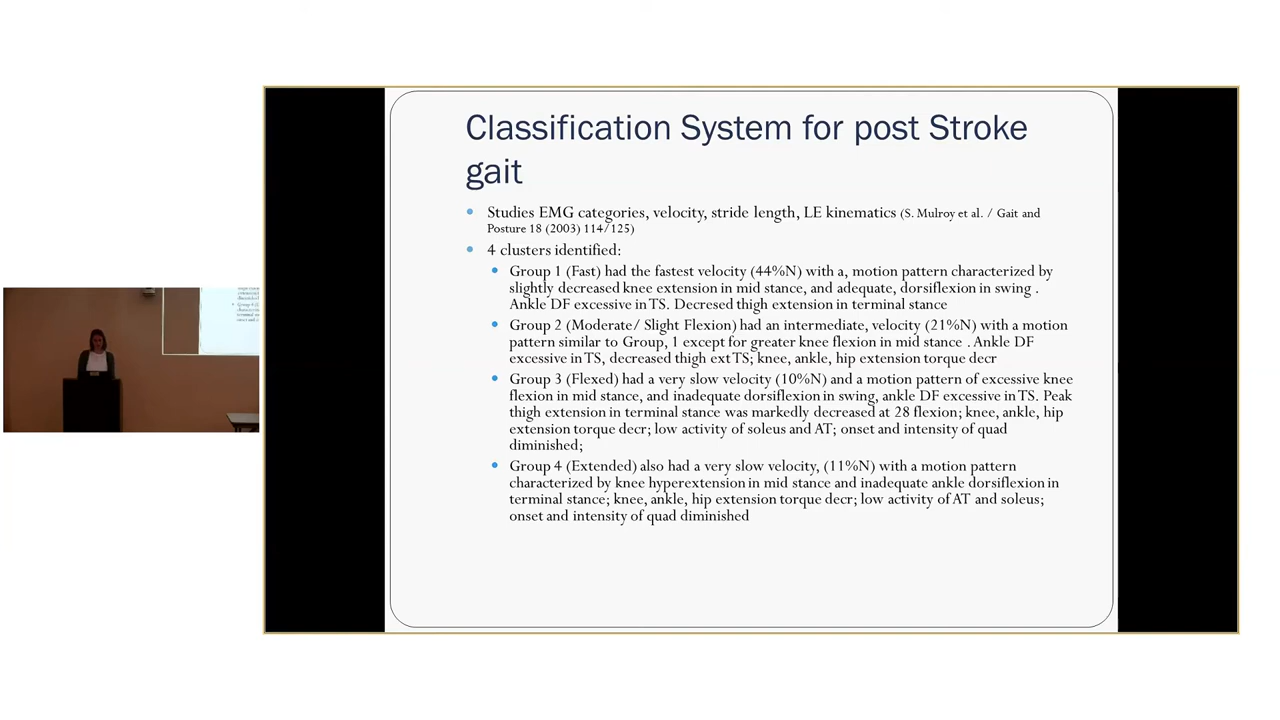 Classification System for post Stroke
gait
Studies EMG categories, velocity, stride length, LE kinematics (S. Mulroy et al. / Gait and
Posture 18 (2003) 114/125)
4 clusters identified:
Group 1 (Fast) had the fastest velocity (44%N) with a, motion pattern characterized by
slightly decreased knee extension in mid stance, and adequate, dorsiflexion in swing .
Ankle DF excessive in TS. Decresed thigh extension in terminal stance
Group 2 (Moderate/ Slight Flexion) had an intermediate, velocity (21%N) with a motion
pattern similar to Group, 1 except for greater knee flexion in mid stance . Ankle DF
excessive in TS, decreased thigh ext TS; knee, ankle, hip extension torque decr
Group 3 (Flexed) had a very slow velocity (10%N) and a motion pattern of excessive knee
flexion in mid stance, and inadequate dorsiflexion in swing, ankle DF excessive in TS. Peak
thigh extension in terminal stance was markedly decreased at 28 flexion; knee, ankle, hip
extension torque decr; low activity of soleus and AT; onset and intensity of quad
diminished;
Group 4 (Extended) also had a very slow velocity, (11%N) with a motion pattern
characterized by knee hyperextension in mid stance and inadequate ankle dorsiflexion in
terminal stance; knee, ankle, hip extension torque decr; low activity of AT and soleus;
onset and intensity of quad diminished